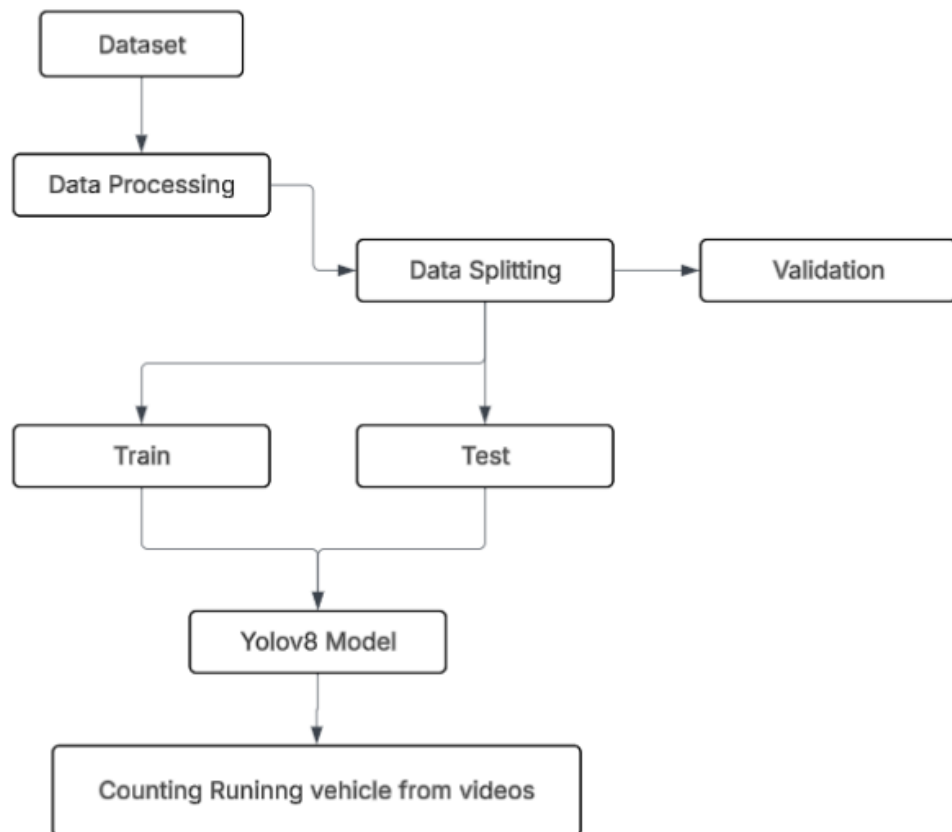 Dataset
Data Processing
Data Splitting
Validation
Train
Test
Yolov8 Model
Counting Runinng vehicle from videos